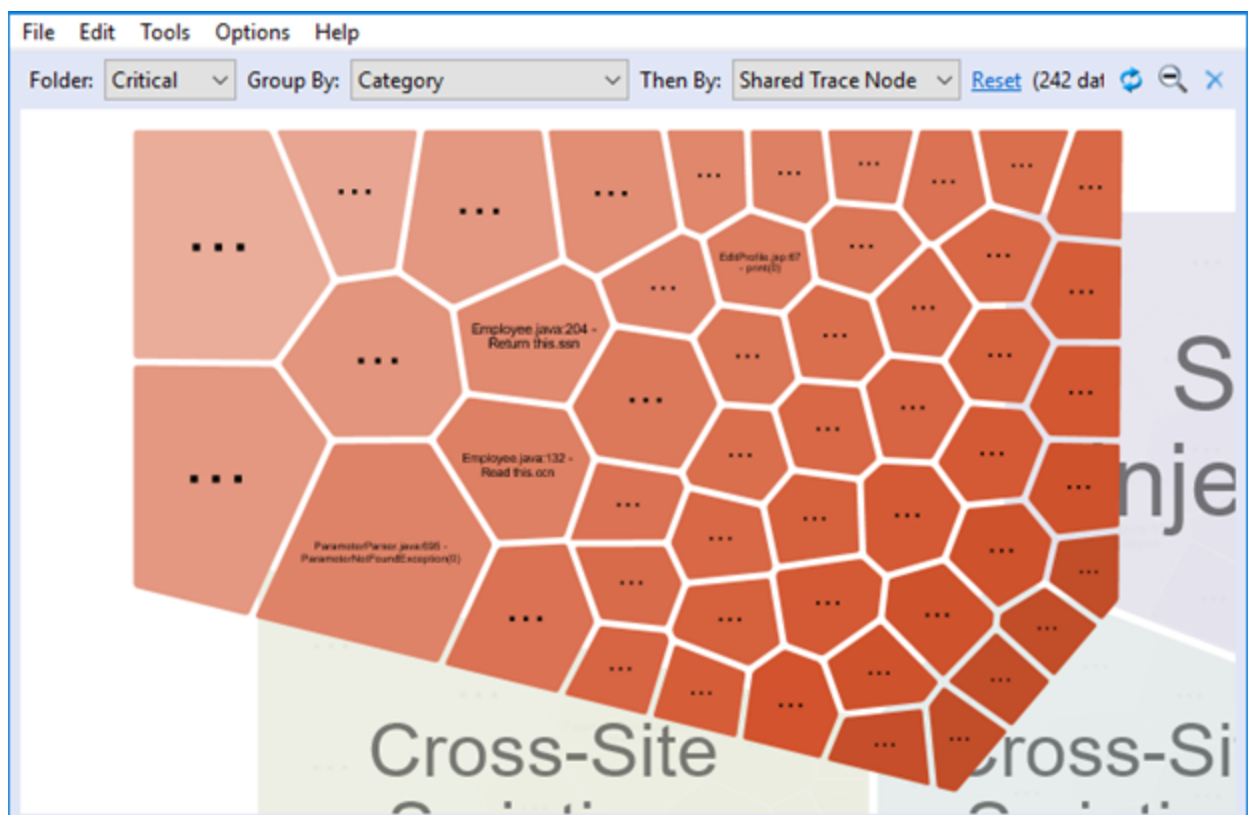 File Edit Tools Options Help
Folder: Critical Group By: Category Then By: Shared Trace Node Reset (242 dat
...
EditProfile.jsp:67
- print(0)
Employee.java:204 -
Return this.ssn
Employee.java:132 -
Read this.ccn
ParameterParser.java:695 -
ParameterNotFoundException(0)
S
nje
Cross-Site
Cross-Si